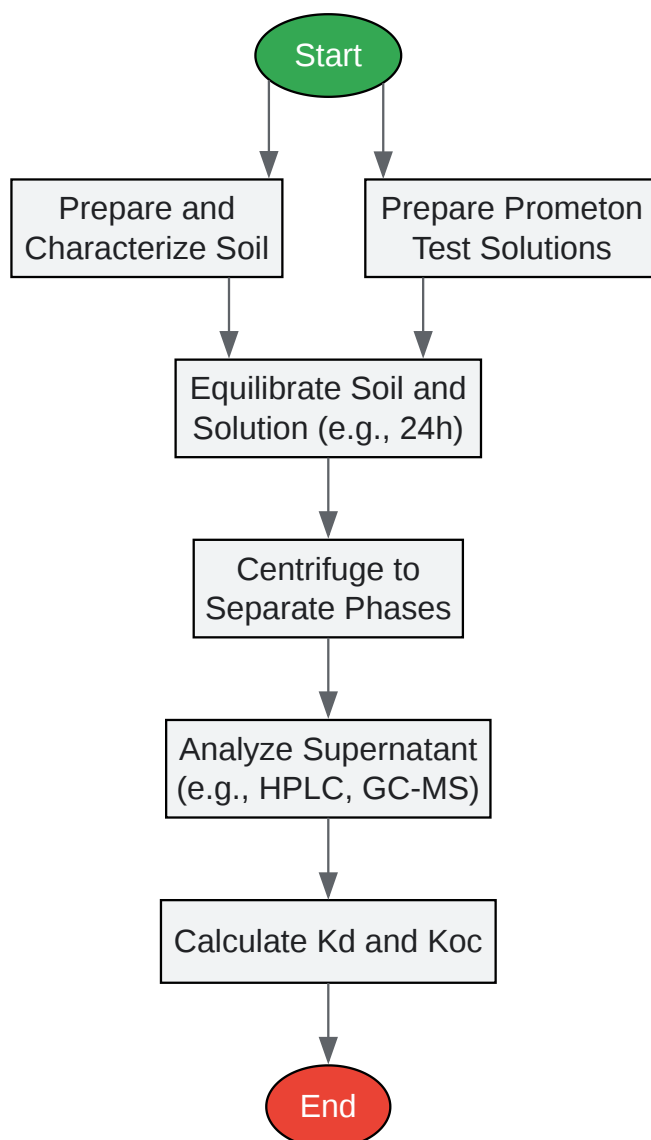 Start
Prepare and
Characterize Soil
Prepare Prometon
Test Solutions
Equilibrate Soil and
Solution (e.g., 24h)
Centrifuge to
Separate Phases
Analyze Supernatant
(e.g., HPLC, GC-MS)
Calculate Kd and Koc
End